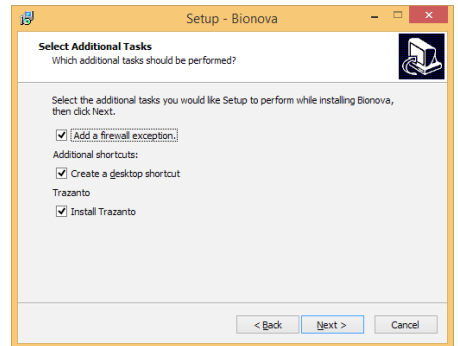 Setup - Bionova
Select Additional Tasks
Which additional tasks should be performed?
Select the additional tasks you would like Setup to perform while installing Bionova,
then click Next.
Add a firewall exception.
Additional shortcuts:
Create a desktop shortcut
Trazanto
Install Trazanto
< Back Next > Cancel